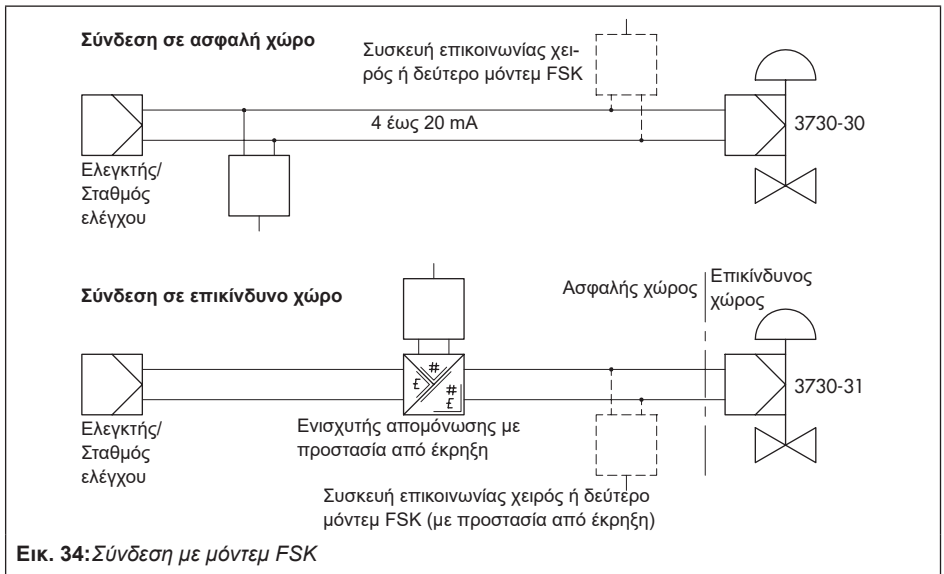 Σύνδεση σε ασφαλή χώρο
Συσκευή επικοινωνίας χει-
ρός ή δεύτερο μόντεμ FSK
4 έως 20 mA
3730-30
Ελεγκτής/
Σταθμός
ελέγχου
Σύνδεση σε επικίνδυνο χώρο
Ασφαλής χώρος
Επικίνδυνος
χώρος
3730-31
Ελεγκτής/
Σταθμός
ελέγχου
Ενισχυτής απομόνωσης με
προστασία από έκρηξη
Συσκευή επικοινωνίας χειρός ή δεύτερο
μόντεμ FSK (με προστασία από έκρηξη)
Εικ. 34: Σύνδεση με μόντεμ FSK